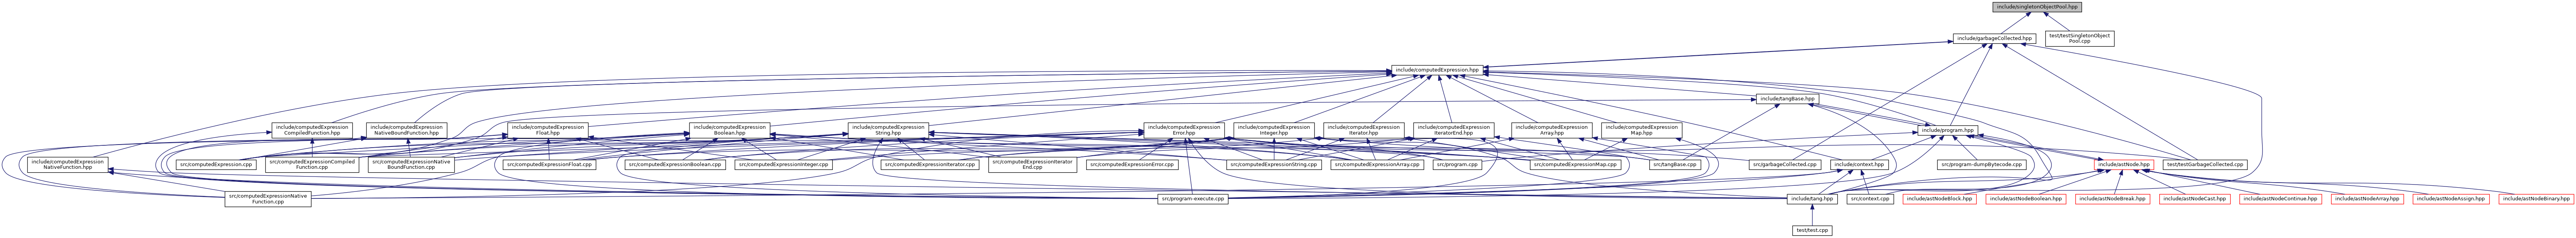 include/singletonObjectPool.hpp
include/garbageCollected.hpp
test/testSingletonObject
Pool.cpp
include/computedExpression.hpp
include/tangBase.hpp
include/computedExpression
CompiledFunction.hpp
include/computedExpression
NativeBoundFunction.hpp
include/computedExpression
Float.hpp
include/computedExpression
Boolean.hpp
include/computedExpression
String.hpp
include/computedExpression
Error.hpp
include/computedExpression
Integer.hpp
include/computedExpression
Iterator.hpp
include/computedExpression
IteratorEnd.hpp
include/computedExpression
Array.hpp
include/computedExpression
Map.hpp
include/program.hpp
include/computedExpression
NativeFunction.hpp
src/computedExpression.cpp
src/computedExpressionCompiled
Function.cpp
src/computedExpressionNative
BoundFunction.cpp
src/computedExpressionFloat.cpp
src/computedExpressionBoolean.cpp
src/computedExpressionInteger.cpp
src/computedExpressionIterator.cpp
src/computedExpressionIterator
End.cpp
src/computedExpressionError.cpp
src/computedExpressionString.cpp
src/computedExpressionArray.cpp
src/program.cpp
src/computedExpressionMap.cpp
src/tangBase.cpp
src/garbageCollected.cpp
include/context.hpp
src/program-dumpBytecode.cpp
include/astNode.hpp
test/testGarbageCollected.cpp
src/computedExpressionNative
Function.cpp
src/program-execute.cpp
include/tang.hpp
src/context.cpp
include/astNodeBlock.hpp
include/astNodeBoolean.hpp
include/astNodeBreak.hpp
include/astNodeCast.hpp
include/astNodeContinue.hpp
include/astNodeArray.hpp
include/astNodeAssign.hpp
include/astNodeBinary.hpp
test/test.cpp